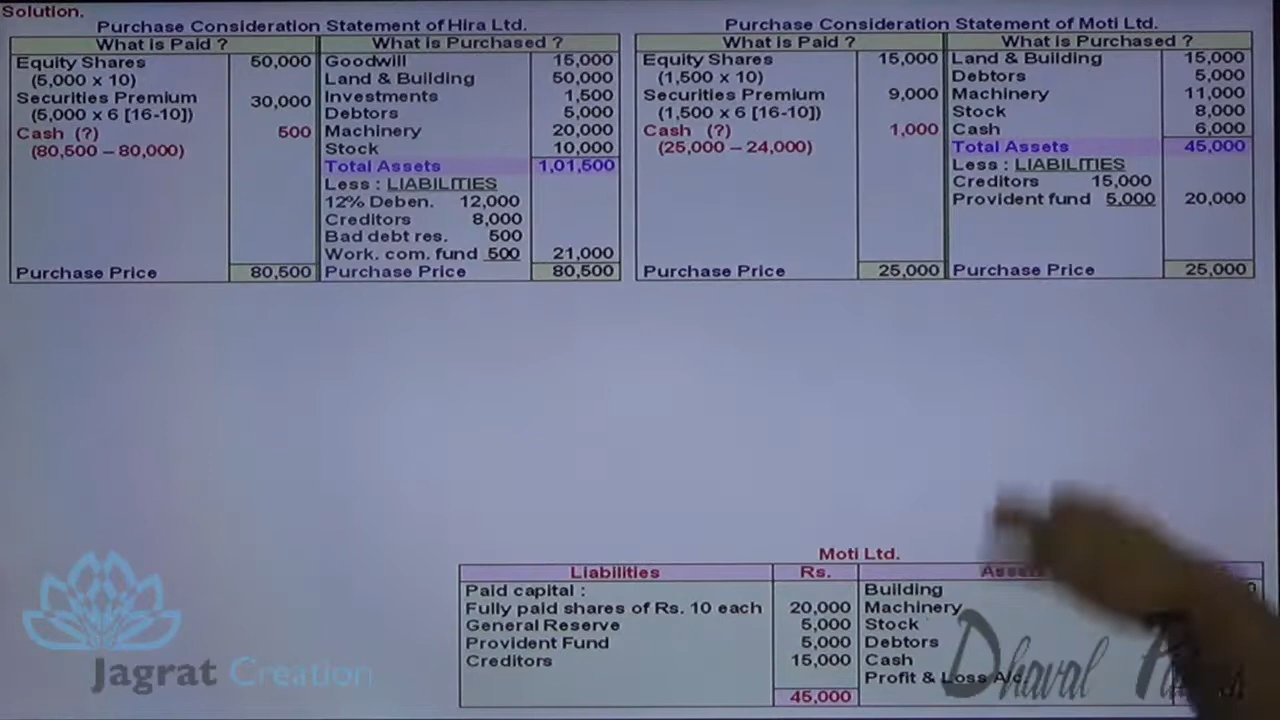 Solution.
Purchase Consideration Statement of Hira Ltd.
What is Paid ? What is Purchased ?
Equity Shares 50,000 Goodwill 15,000
(5,000 x 10) Land & Building 50,000
Securities Premium 30,000 Investments 1,500
(5,000 x 6 [16-10]) Debtors 5,000
Cash (?) 500 Machinery 20,000
(80,500 – 80,000) Stock 10,000
Total Assets 1,01,500
Less : LIABILITIES
12% Deben. 12,000
Creditors 8,000
Bad debt res. 500
Work. com. fund 500 21,000
Purchase Price 80,500 Purchase Price 80,500
Purchase Consideration Statement of Moti Ltd.
What is Paid ? What is Purchased ?
Equity Shares 15,000 Land & Building 15,000
(1,500 x 10) Debtors 5,000
Securities Premium 9,000 Machinery 11,000
(1,500 x 6 [16-10]) Stock 8,000
Cash (?) 1,000 Cash 6,000
(25,000 – 24,000) Total Assets 45,000
Less : LIABILITIES
Creditors 15,000
Provident fund 5,000 20,000
Purchase Price 25,000 Purchase Price 25,000
Moti Ltd.
Liabilities Rs.
Paid capital : Building
Fully paid shares of Rs. 10 each 20,000 Machinery
General Reserve 5,000 Stock
Provident Fund 5,000 Debtors
Creditors 15,000 Cash
Profit & Loss A/c.
45,000
Jagrat Creation
Dhaval